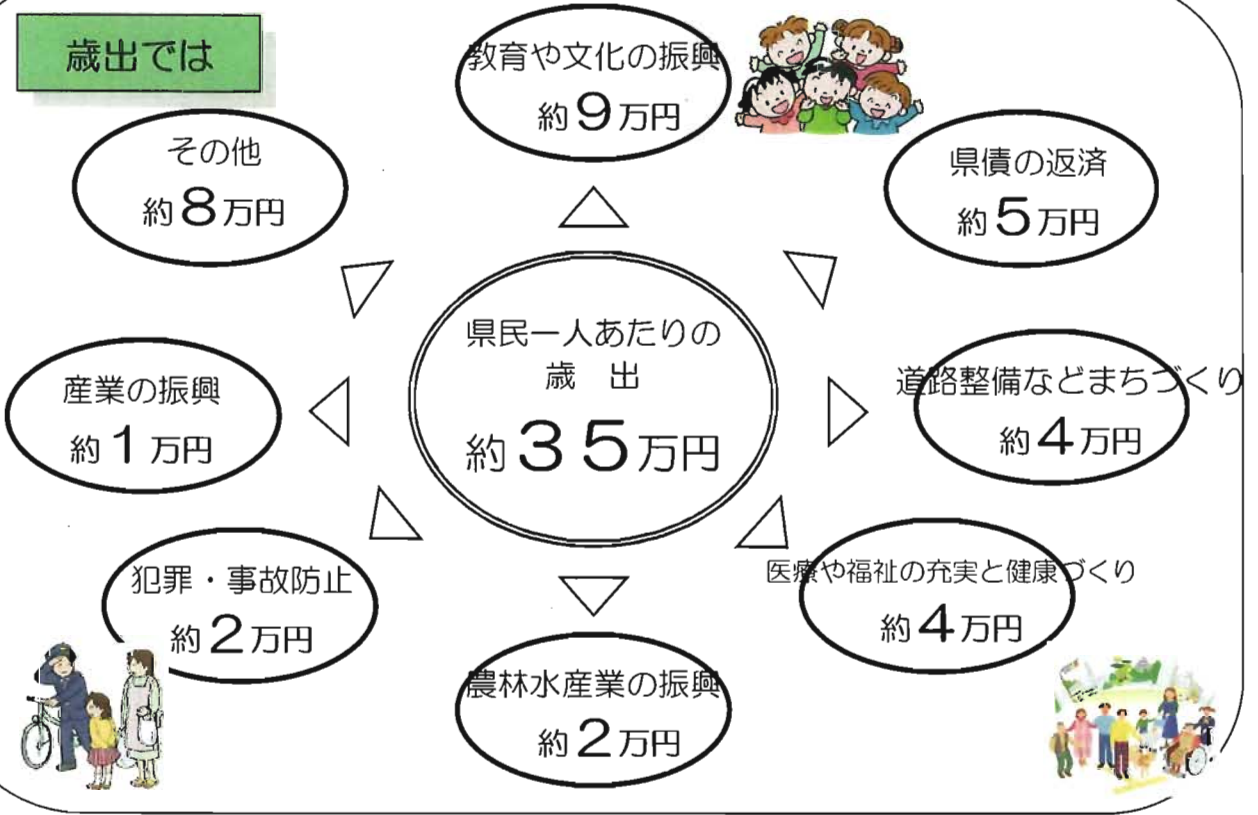 歳出では
教育や文化の振興
約9万円
その他
約8万円
県債の返済
約5万円
県民一人あたりの
歳 出
約35万円
産業の振興
約1万円
道路整備などまちづくり
約4万円
犯罪・事故防止
約2万円
医療や福祉の充実と健康づくり
約4万円
農林水産業の振興
約2万円